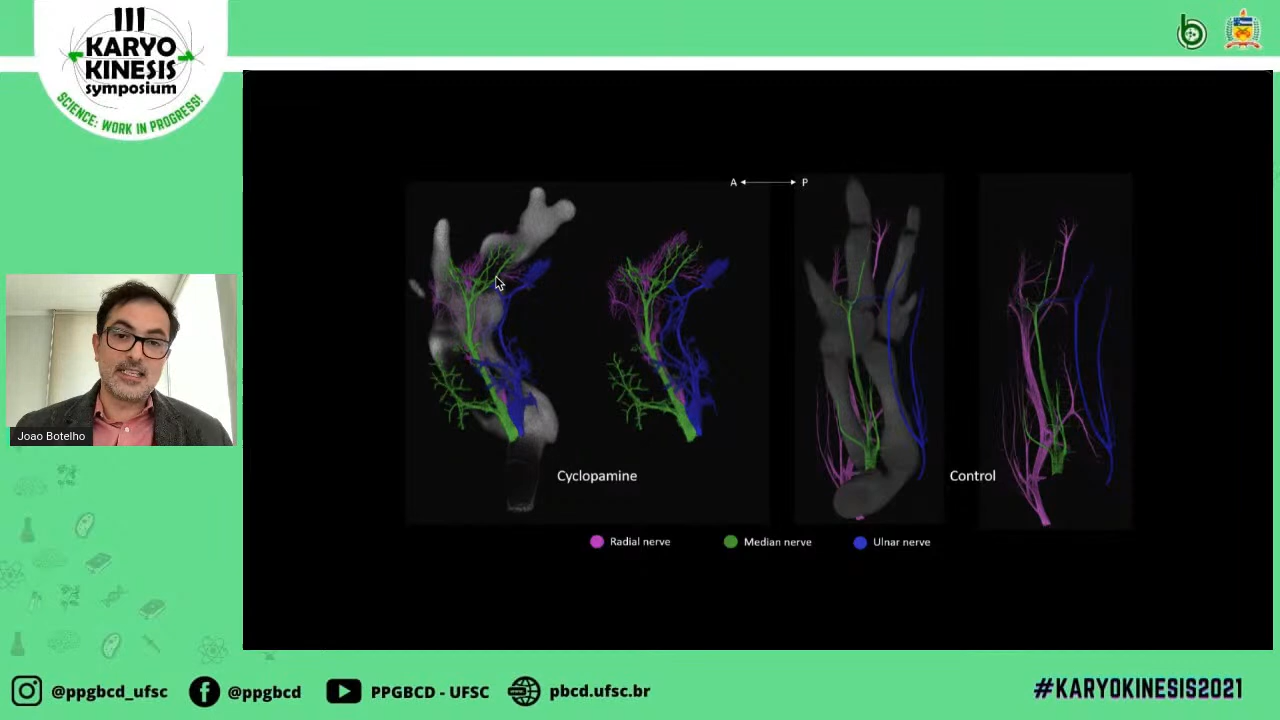 III
KARYO
KINESIS
symposium
SCIENCE: WORK IN PROGRESS!
A
P
Cyclopamine
Control
Radial nerve
Median nerve
Ulnar nerve
Joao Botelho
@ppgbcd_ufsc
@ppgbcd
PPGBCD - UFSC
pbcd.ufsc.br
#KARYOKINESIS2021